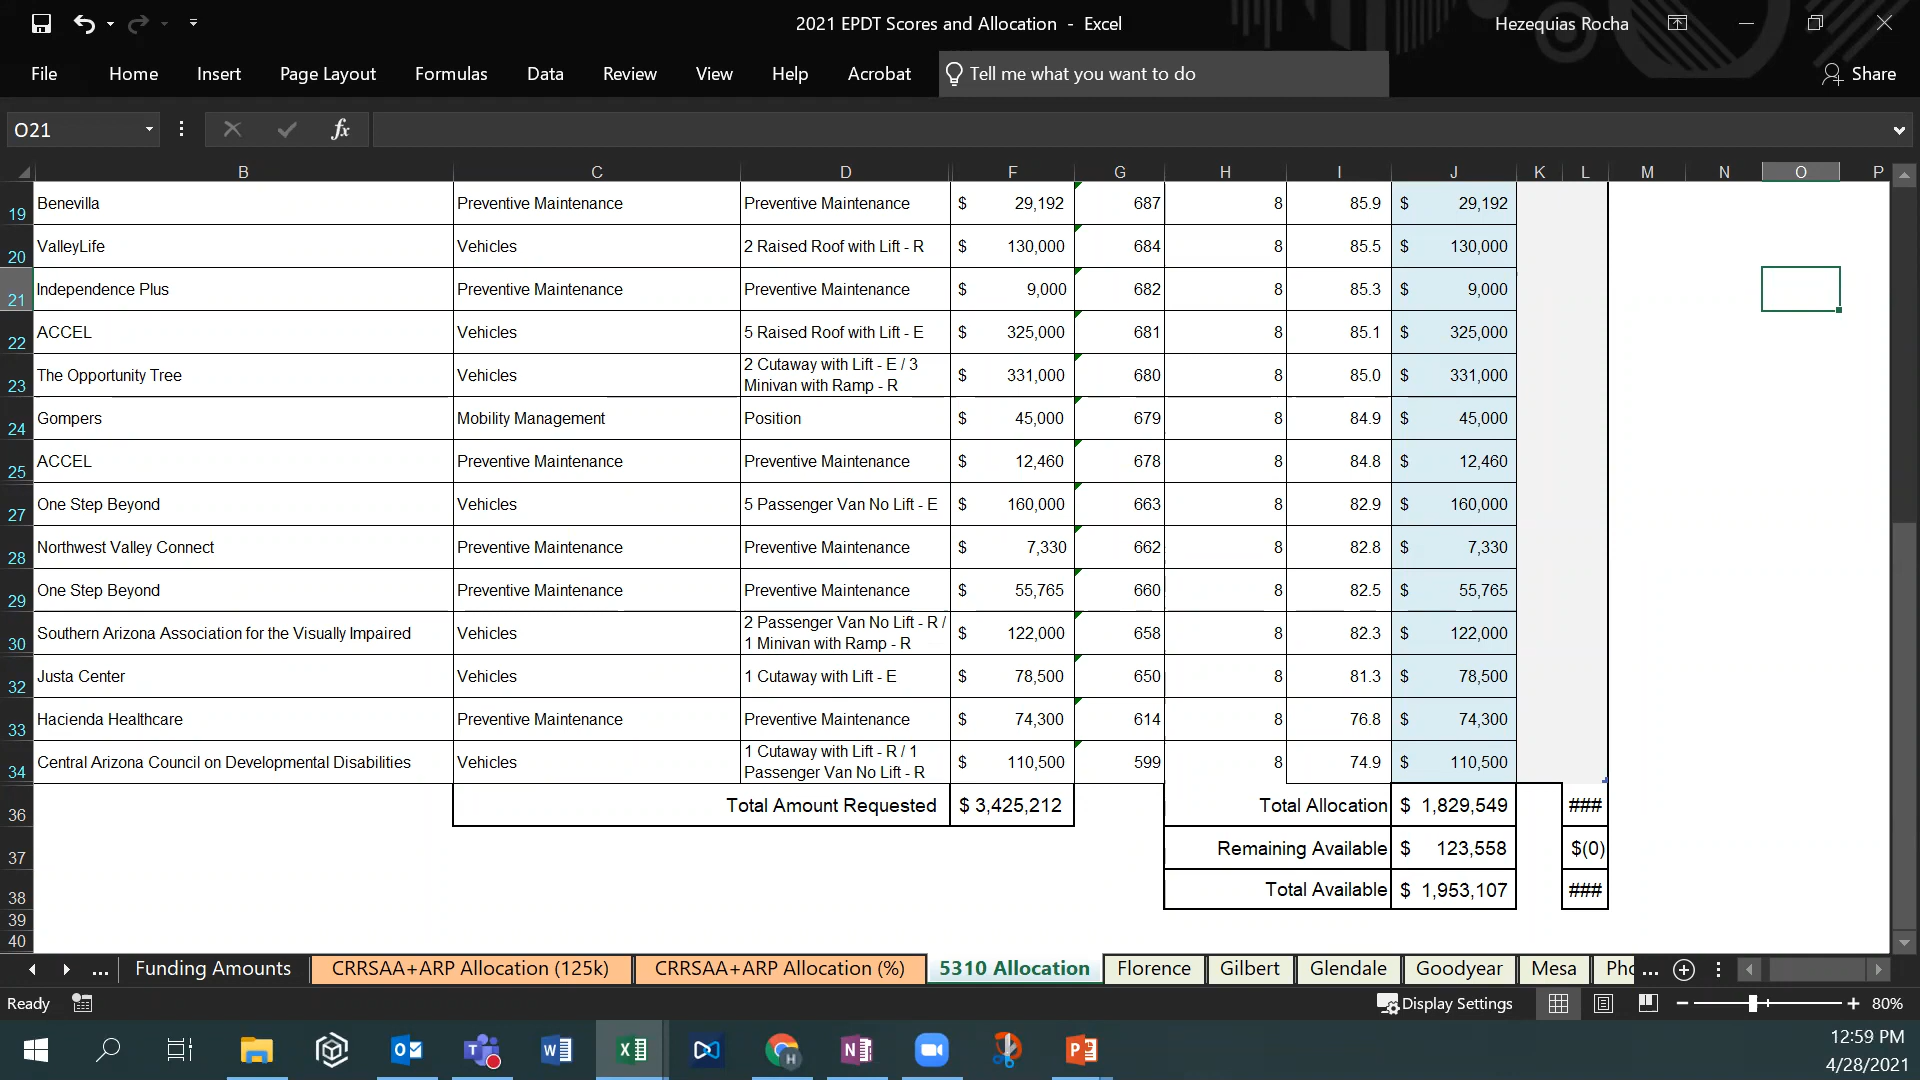 2021 EPDT Scores and Allocation - Excel
Hezequias Rocha
File Home Insert Page Layout Formulas Data Review View Help Acrobat Tell me what you want to do Share
O21 fx
B C D F G H I J K L M N O P
19 Benevilla Preventive Maintenance Preventive Maintenance $ 29,192 687 8 85.9 $ 29,192
20 ValleyLife Vehicles 2 Raised Roof with Lift - R $ 130,000 684 8 85.5 $ 130,000
21 Independence Plus Preventive Maintenance Preventive Maintenance $ 9,000 682 8 85.3 $ 9,000
22 ACCEL Vehicles 5 Raised Roof with Lift - E $ 325,000 681 8 85.1 $ 325,000
23 The Opportunity Tree Vehicles 2 Cutaway with Lift - E / 3
Minivan with Ramp - R $ 331,000 680 8 85.0 $ 331,000
24 Gompers Mobility Management Position $ 45,000 679 8 84.9 $ 45,000
25 ACCEL Preventive Maintenance Preventive Maintenance $ 12,460 678 8 84.8 $ 12,460
27 One Step Beyond Vehicles 5 Passenger Van No Lift - E $ 160,000 663 8 82.9 $ 160,000
28 Northwest Valley Connect Preventive Maintenance Preventive Maintenance $ 7,330 662 8 82.8 $ 7,330
29 One Step Beyond Preventive Maintenance Preventive Maintenance $ 55,765 660 8 82.5 $ 55,765
30 Southern Arizona Association for the Visually Impaired Vehicles 2 Passenger Van No Lift - R /
1 Minivan with Ramp - R $ 122,000 658 8 82.3 $ 122,000
32 Justa Center Vehicles 1 Cutaway with Lift - E $ 78,500 650 8 81.3 $ 78,500
33 Hacienda Healthcare Preventive Maintenance Preventive Maintenance $ 74,300 614 8 76.8 $ 74,300
34 Central Arizona Council on Developmental Disabilities Vehicles 1 Cutaway with Lift - R / 1
Passenger Van No Lift - R $ 110,500 599 8 74.9 $ 110,500
36 Total Amount Requested $ 3,425,212 Total Allocation $ 1,829,549 ###
37 Remaining Available $ 123,558 $(0)
38 Total Available $ 1,953,107 ###
39
40
... Funding Amounts CRRSAA+ARP Allocation (125k) CRRSAA+ARP Allocation (%) 5310 Allocation Florence Gilbert Glendale Goodyear Mesa Pho ...
Ready Display Settings 80%
12:59 PM
4/28/2021